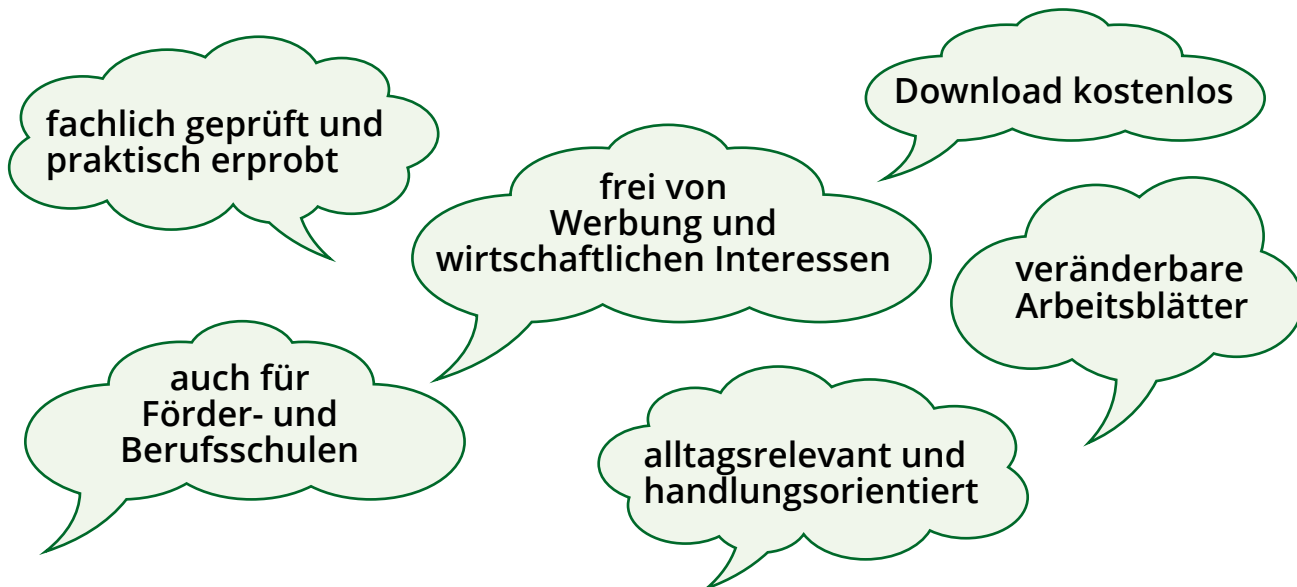 fachlich geprüft und
praktisch erprobt
Download kostenlos
frei von
Werbung und
wirtschaftlichen Interessen
veränderbare
Arbeitsblätter
auch für
Förder- und
Berufsschulen
alltagsrelevant und
handlungsorientiert